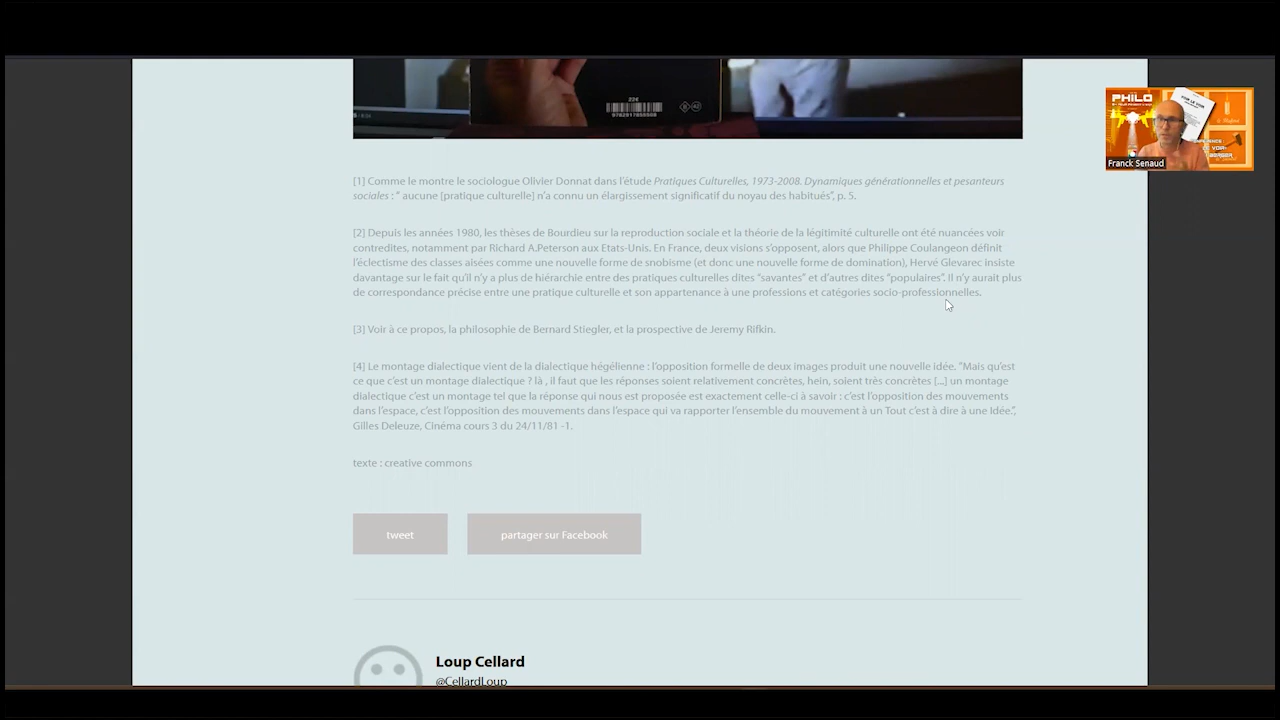 22€
9782917855508
PHILO
Franck Senaud
[1] Comme le montre le sociologue Olivier Donnat dans l’étude Pratiques Culturelles, 1973-2008. Dynamiques générationnelles et pesanteurs
sociales : “ aucune [pratique culturelle] n’a connu un élargissement significatif du noyau des habitués”, p. 5.
[2] Depuis les années 1980, les thèses de Bourdieu sur la reproduction sociale et la théorie de la légitimité culturelle ont été nuancées voir
contredites, notamment par Richard A.Peterson aux Etats-Unis. En France, deux visions s’opposent, alors que Philippe Coulangeon définit
l’éclectisme des classes aisées comme une nouvelle forme de snobisme (et donc une nouvelle forme de domination), Hervé Glevarec insiste
davantage sur le fait qu’il n’y a plus de hiérarchie entre des pratiques culturelles dites “savantes” et d’autres dites “populaires”. Il n’y aurait plus
de correspondance précise entre une pratique culturelle et son appartenance à une professions et catégories socio-professionnelles.
[3] Voir à ce propos, la philosophie de Bernard Stiegler, et la prospective de Jeremy Rifkin.
[4] Le montage dialectique vient de la dialectique hégélienne : l’opposition formelle de deux images produit une nouvelle idée. “Mais qu’est
ce que c’est un montage dialectique ? là , il faut que les réponses soient relativement concrètes, hein, soient très concrètes [...] un montage
dialectique c’est un montage tel que la réponse qui nous est proposée est exactement celle-ci à savoir : c’est l’opposition des mouvements
dans l’espace, c’est l’opposition des mouvements dans l’espace qui va rapporter l’ensemble du mouvement à un Tout c’est à dire à une Idée.”,
Gilles Deleuze, Cinéma cours 3 du 24/11/81 -1.
texte : creative commons
tweet
partager sur Facebook
Loup Cellard
@CellardLoup